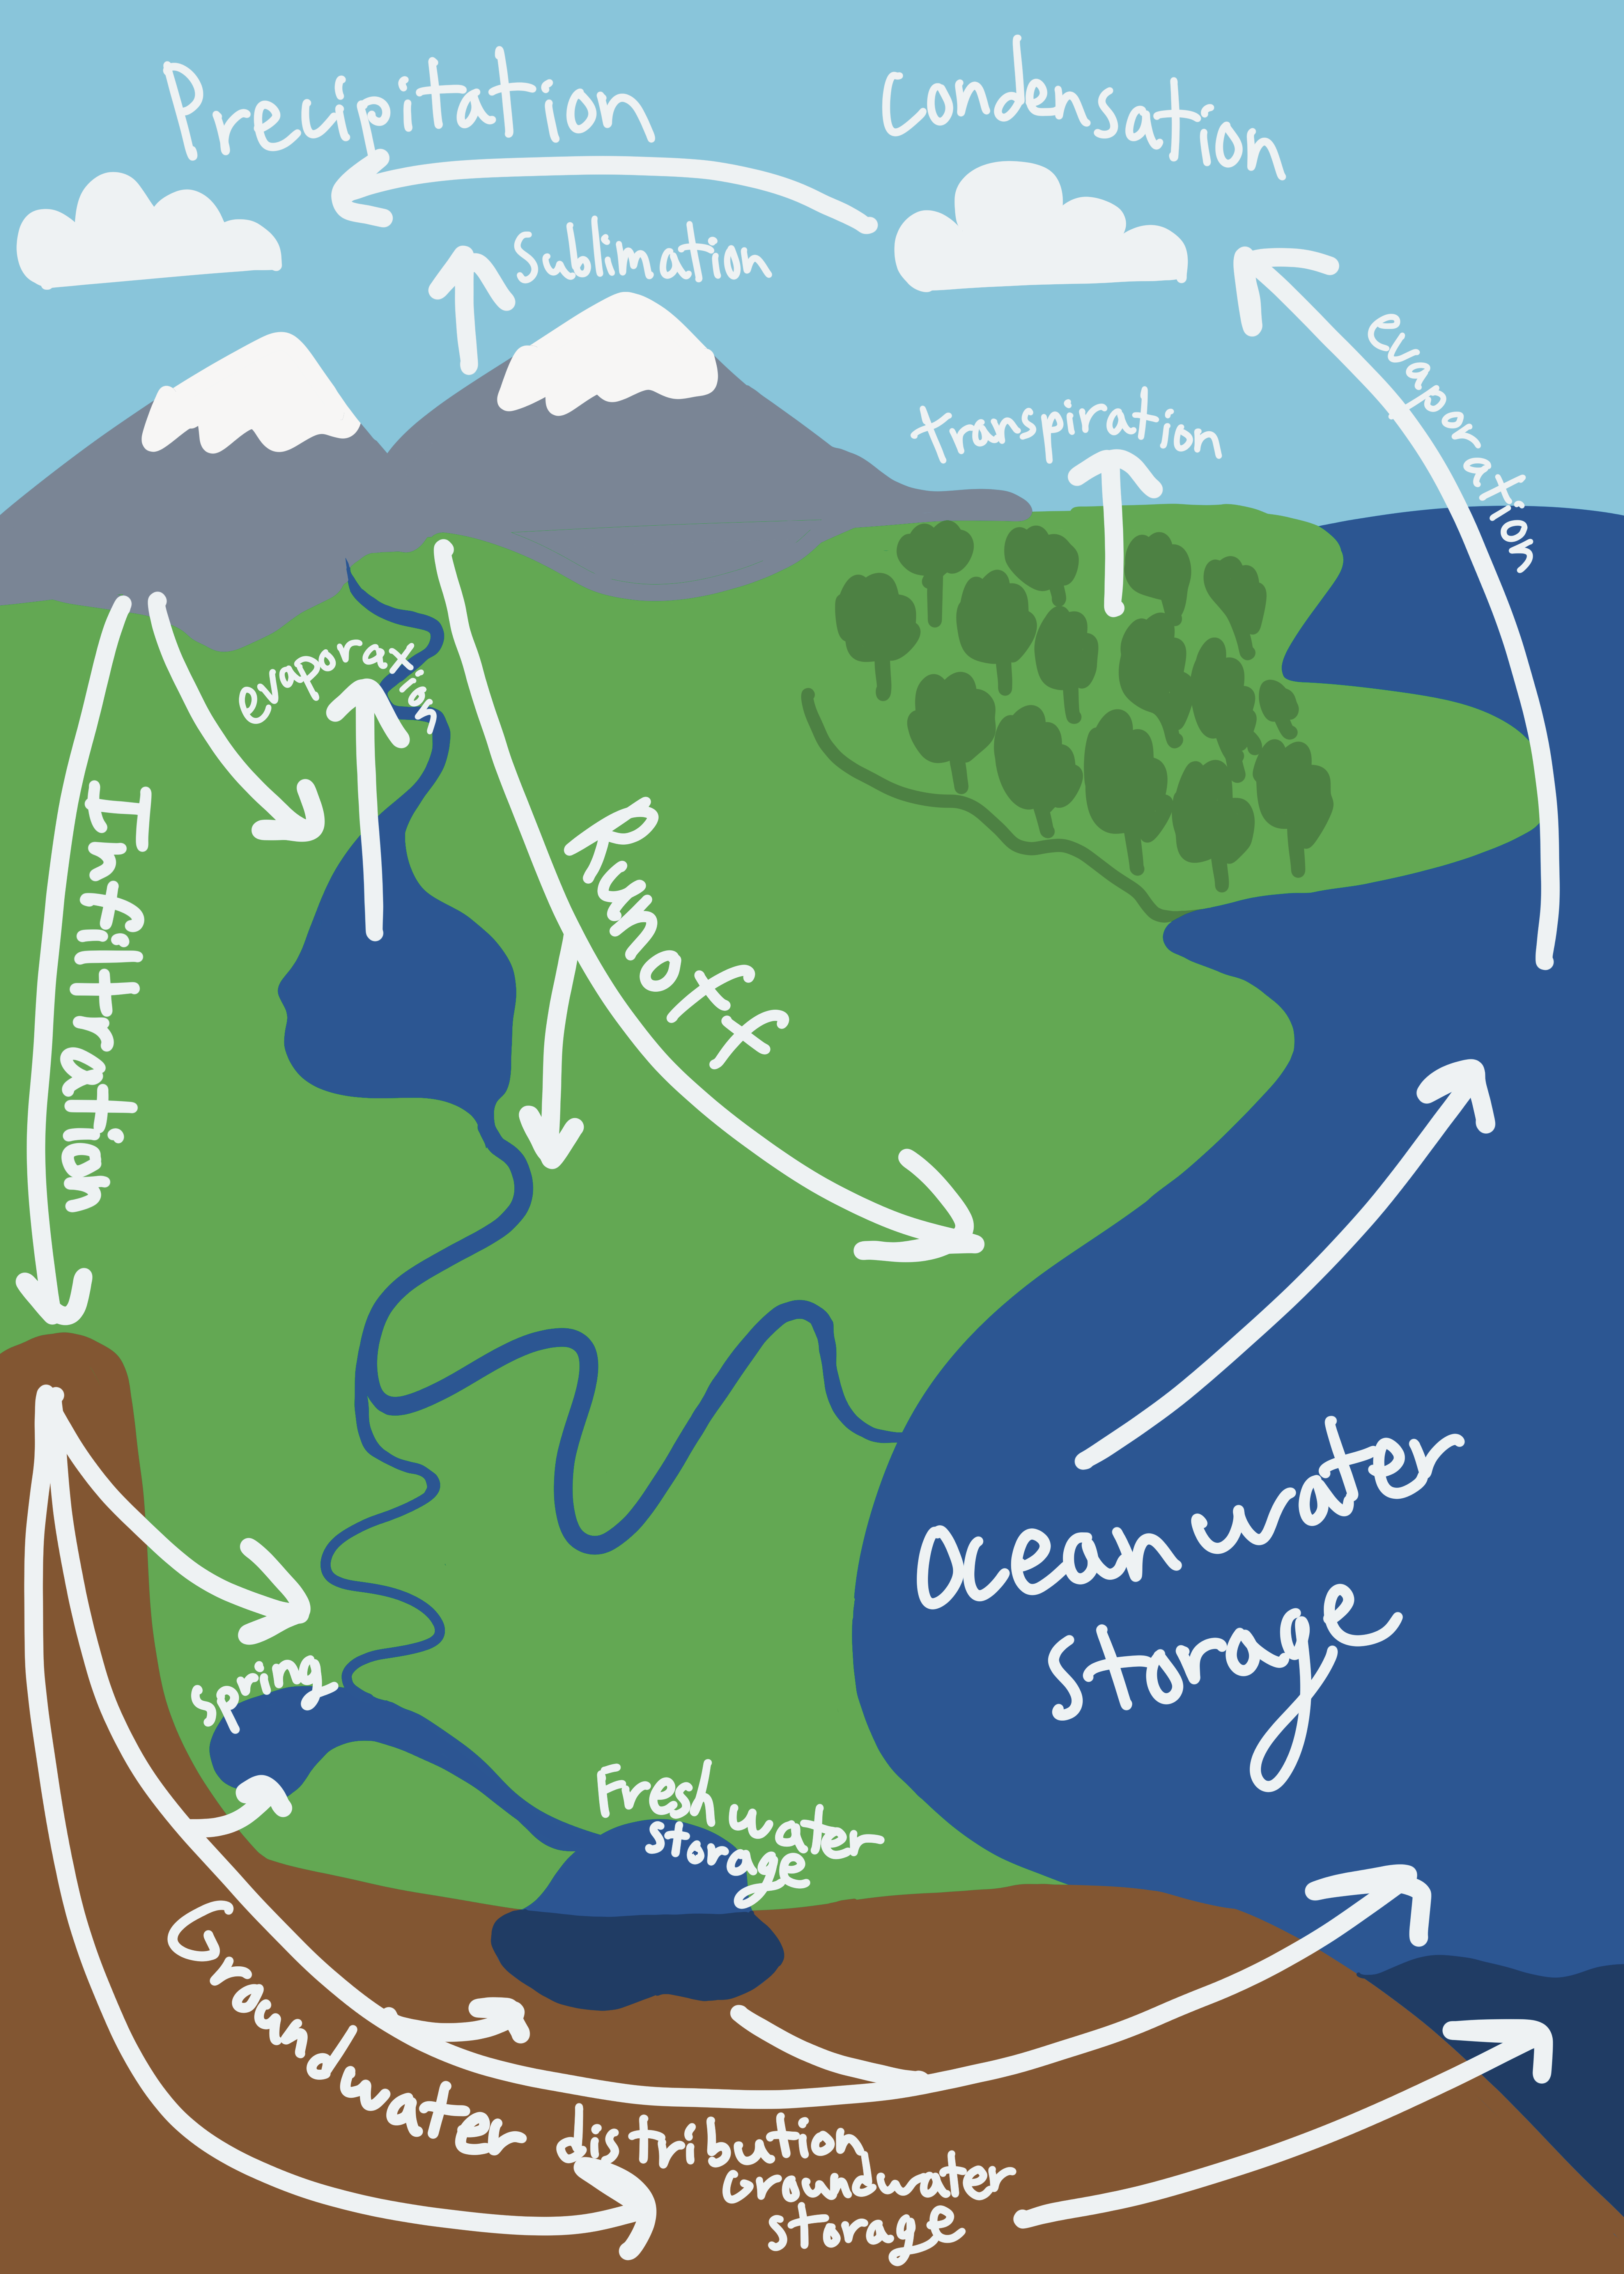 Precipitation
Condensation
Sublimation
evaporation
transpiration
evaporation
Infiltration
Runoff
Ocean water
storage
spring
Fresh water
storage
Groundwater distribution,
groundwater
storage